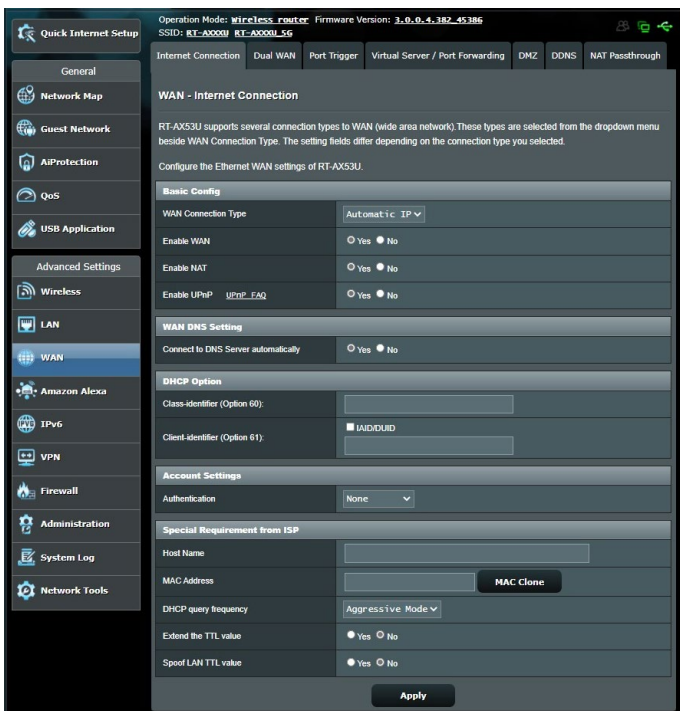 Quick Internet Setup
General
Network Map
Guest Network
AiProtection
QoS
USB Application
Advanced Settings
Wireless
LAN
WAN
Amazon Alexa
IPv6
VPN
Firewall
Administration
System Log
Network Tools
Operation Mode: Wireless router Firmware Version: 3.0.0.4.382_45386
SSID: RT-AXXXU RT-AXXXU_5G
Internet Connection Dual WAN Port Trigger Virtual Server / Port Forwarding DMZ DDNS NAT Passthrough
WAN - Internet Connection
RT-AX53U supports several connection types to WAN (wide area network).These types are selected from the dropdown menu
beside WAN Connection Type. The setting fields differ depending on the connection type you selected.
Configure the Ethernet WAN settings of RT-AX53U.
Basic Config
WAN Connection Type Automatic IP
Enable WAN Yes No
Enable NAT Yes No
Enable UPnP UPnP FAQ Yes No
WAN DNS Setting
Connect to DNS Server automatically Yes No
DHCP Option
Class-identifier (Option 60):
Client-identifier (Option 61): IAID/DUID
Account Settings
Authentication None
Special Requirement from ISP
Host Name
MAC Address MAC Clone
DHCP query frequency Aggressive Mode
Extend the TTL value Yes No
Spoof LAN TTL value Yes No
Apply